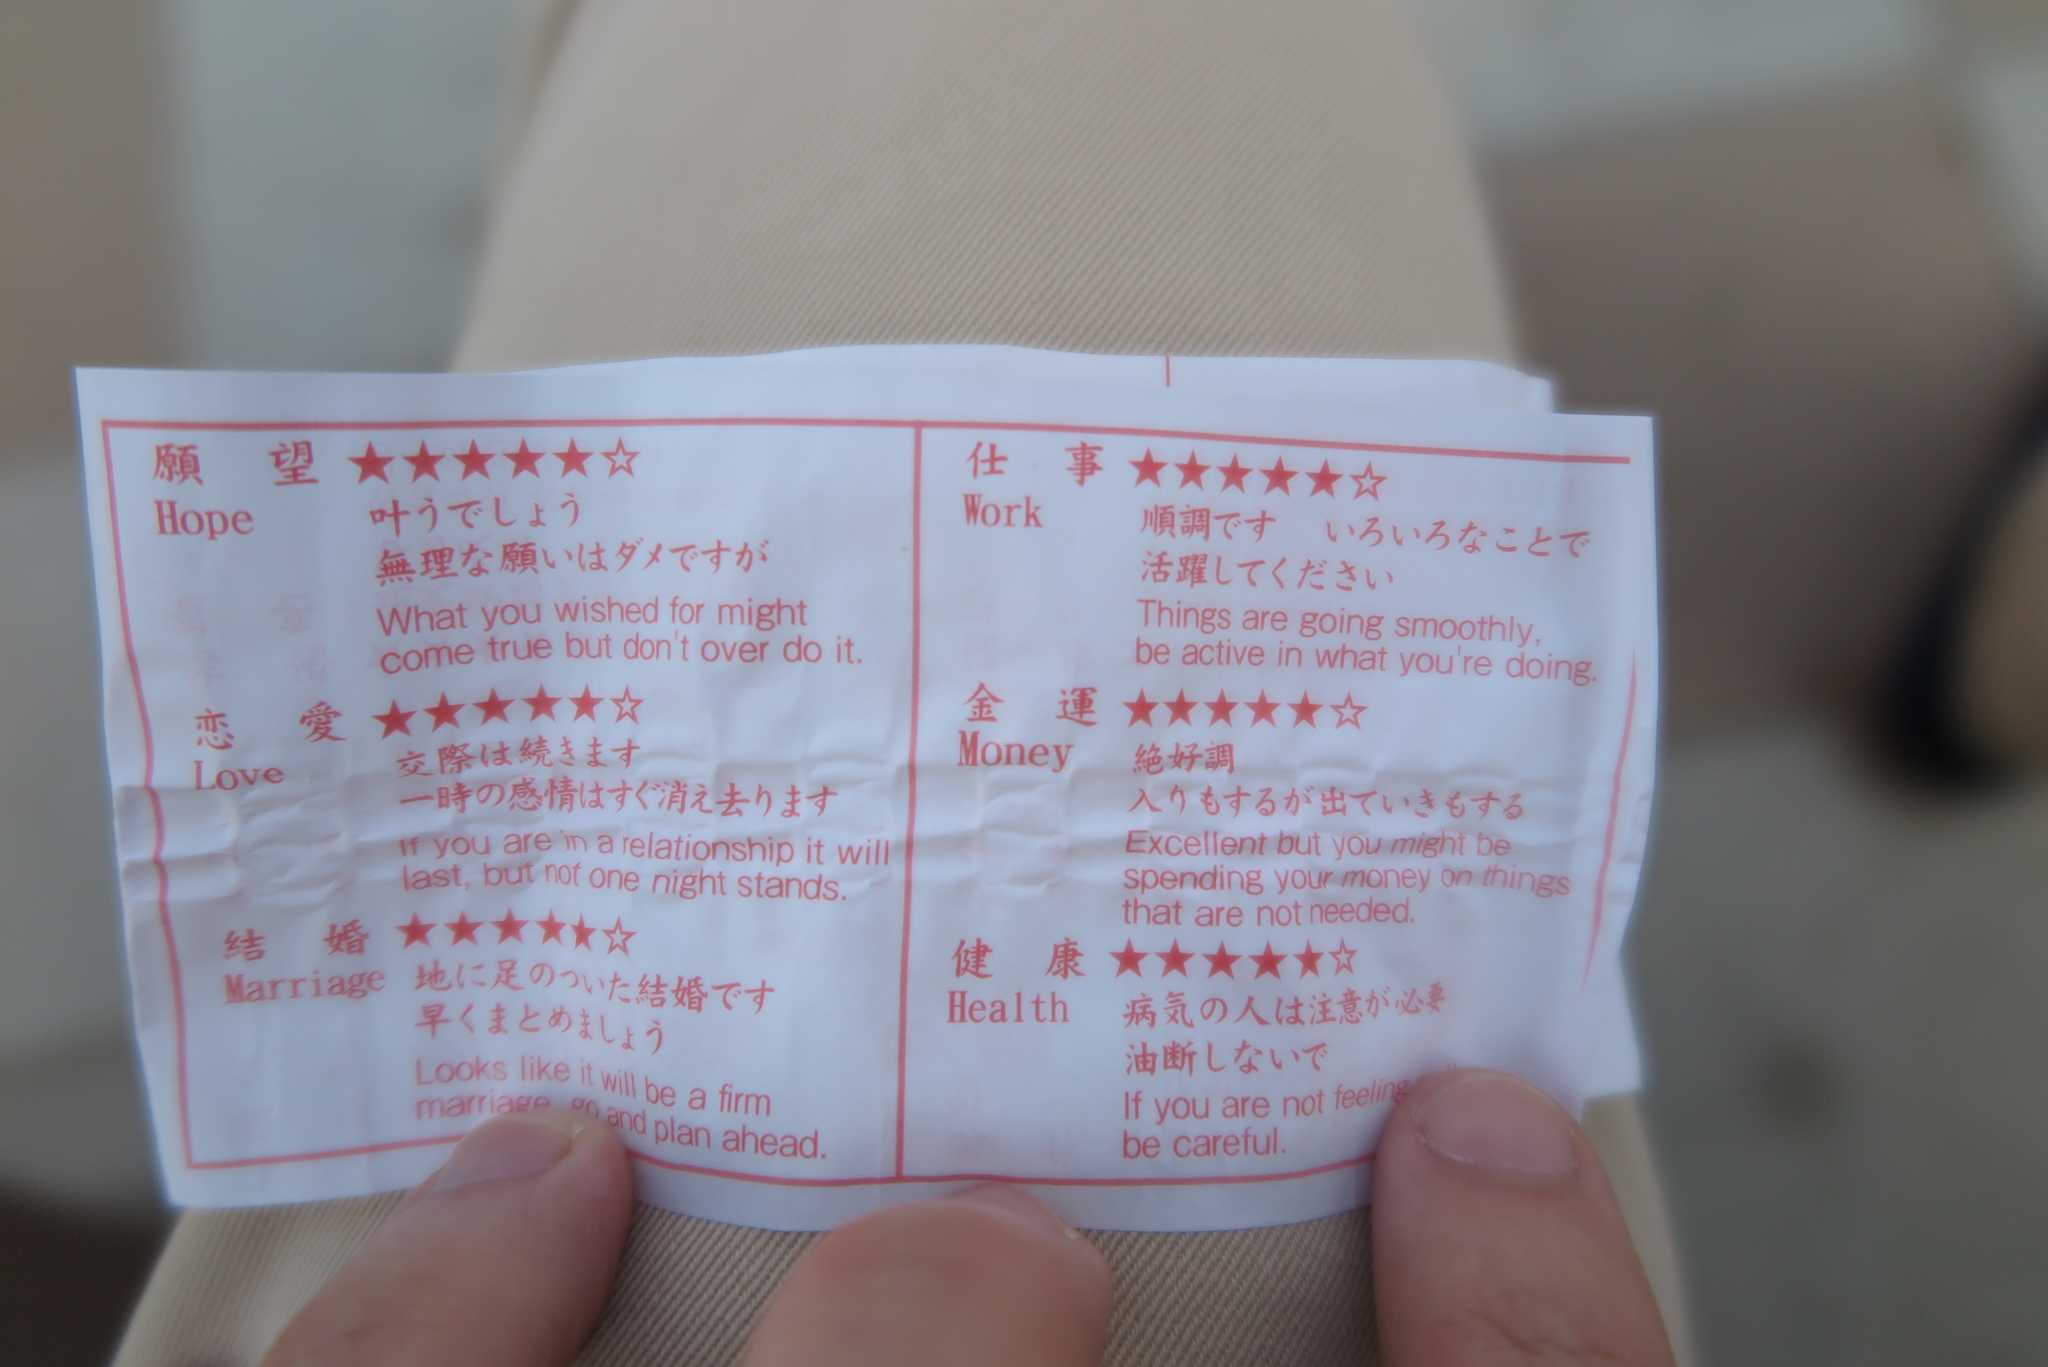 願望 ★★★★★☆
Hope
叶うでしょう
無理な願いはダメですが
What you wished for might
come true but don't over do it.
恋愛 ★★★★★☆
Love
交際は続きます
一時の感情はすぐ消え去ります
If you are in a relationship it will
last, but not one night stands.
結婚 ★★★★★☆
Marriage
地に足のついた結婚です
早くまとめましょう
Looks like it will be a firm
marriage, go and plan ahead.
仕事 ★★★★★☆
Work
順調です いろいろなことで
活躍してください
Things are going smoothly,
be active in what you're doing.
金運 ★★★★★☆
Money
絶好調
入りもするが出ていきもする
Excellent but you might be
spending your money on things
that are not needed.
健康 ★★★★★☆
Health
病気の人は注意が必要
油断しないで
If you are not feeling
be careful.